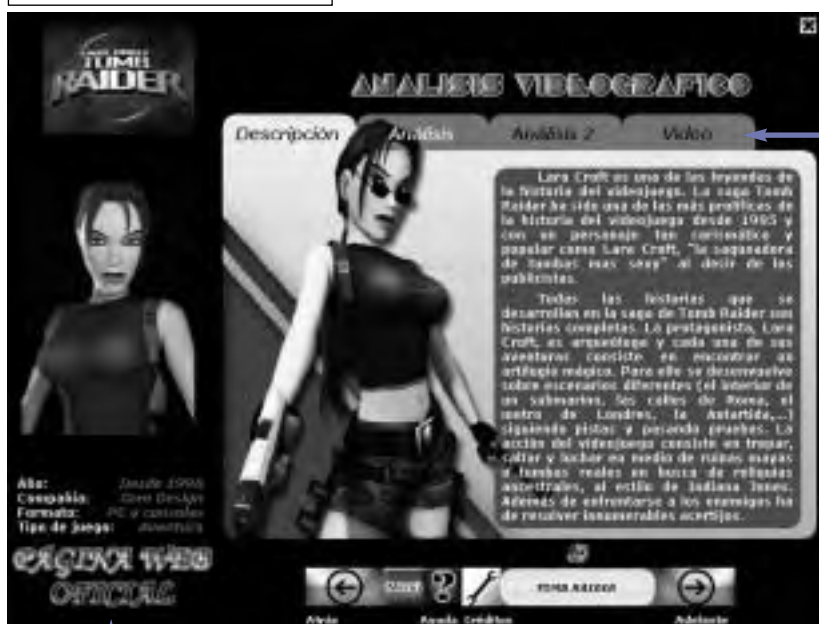 TOMB
RAIDER
ANALISIS VIDEOGRAFICO
Descripción Análisis Análisis 2 Video
Lara Croft es una de las leyendas de
la historia del videojuego. La saga Tomb
Raider ha sido una de las más prolíficas de
la historia del videojuego desde 1995 y
con un personaje tan carismático y
popular como Lara Croft, "la saqueadora
de tumbas mas sexy" al decir de los
publicistas.
Todas las historias que se
desarrollan en la saga de Tomb Raider son
historias completas. La protagonista, Lara
Croft, es arqueóloga y cada una de sus
aventuras consiste en encontrar un
artilugio mágico. Para ello se desenvuelve
sobre escenarios diferentes (el interior de
un submarino, las calles de Roma, el
metro de Londres, la Antartida,...)
siguiendo pistas y pasando pruebas. La
acción del videojuego consiste en trepar,
saltar y luchar en medio de ruinas mayas
o tumbas reales en busca de reliquias
ancestrales, al estilo de Indiana Jones.
Además de enfrentarse a los enemigos ha
de resolver innumerables acertijos.
Año: Desde 1996
Compañía: Core Design
Formato: PC y consolas
Tipo de juego: Aventura
PÁGINA WEB
OFICIAL
TOMB RAIDER
Atrás Ayuda Créditos Adelante